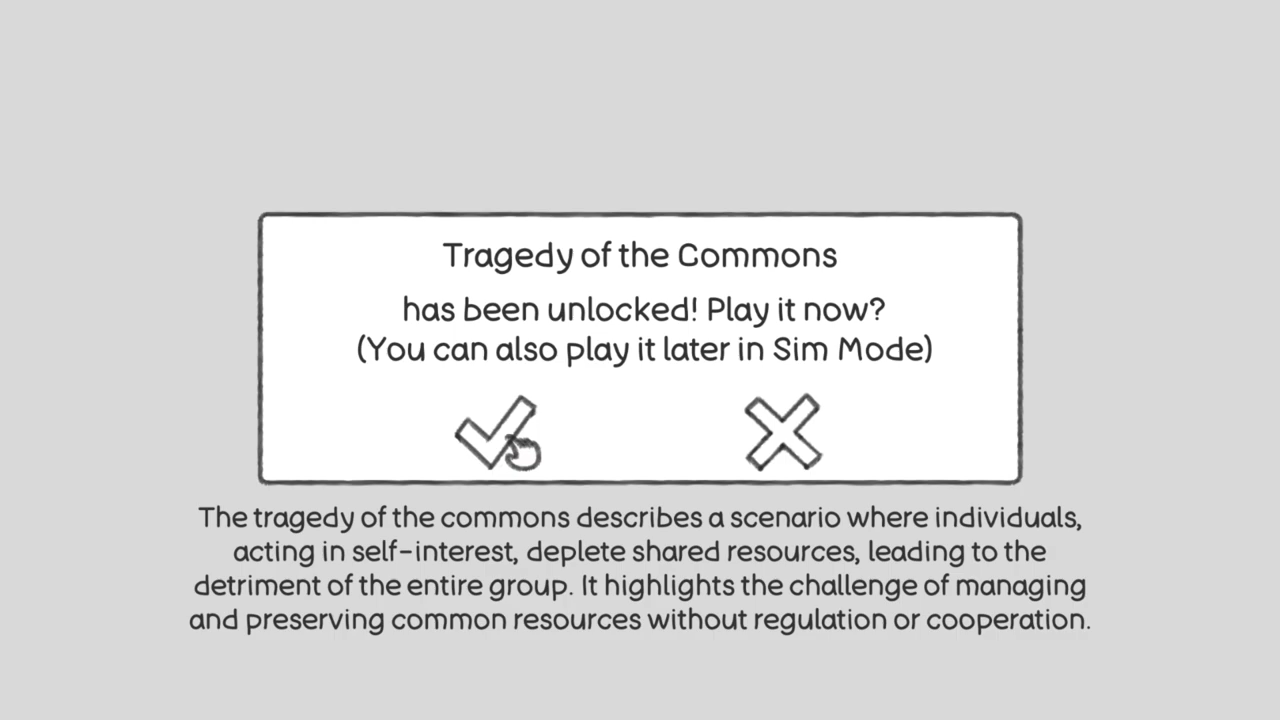 Tragedy of the Commons
has been unlocked! Play it now?
(You can also play it later in Sim Mode)
The tragedy of the commons describes a scenario where individuals,
acting in self-interest, deplete shared resources, leading to the
detriment of the entire group. It highlights the challenge of managing
and preserving common resources without regulation or cooperation.